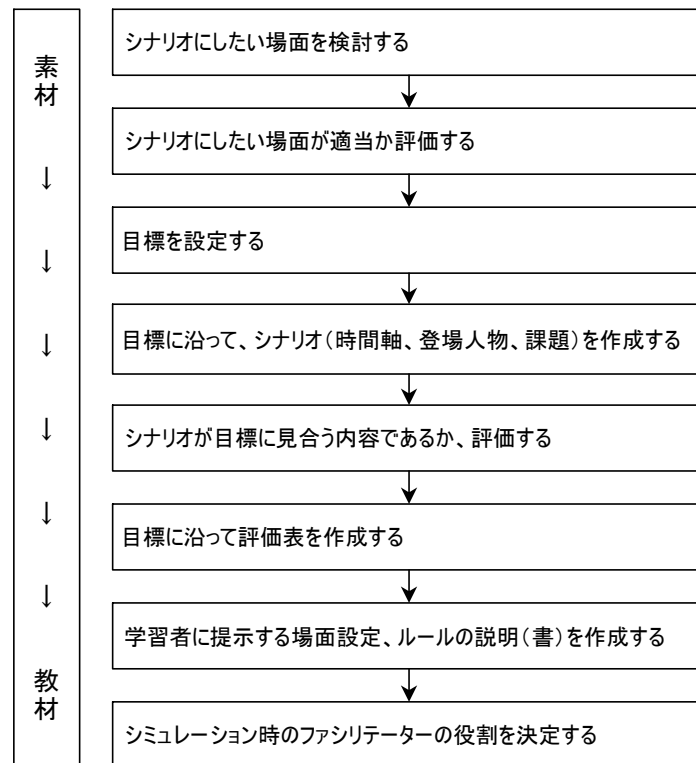 素材
↓
↓
↓
↓
↓
↓
教材
シナリオにしたい場面を検討する
シナリオにしたい場面が適当か評価する
目標を設定する
目標に沿って、シナリオ（時間軸、登場人物、課題）を作成する
シナリオが目標に見合う内容であるか、評価する
目標に沿って評価表を作成する
学習者に提示する場面設定、ルールの説明（書）を作成する
シミュレーション時のファシリテーターの役割を決定する